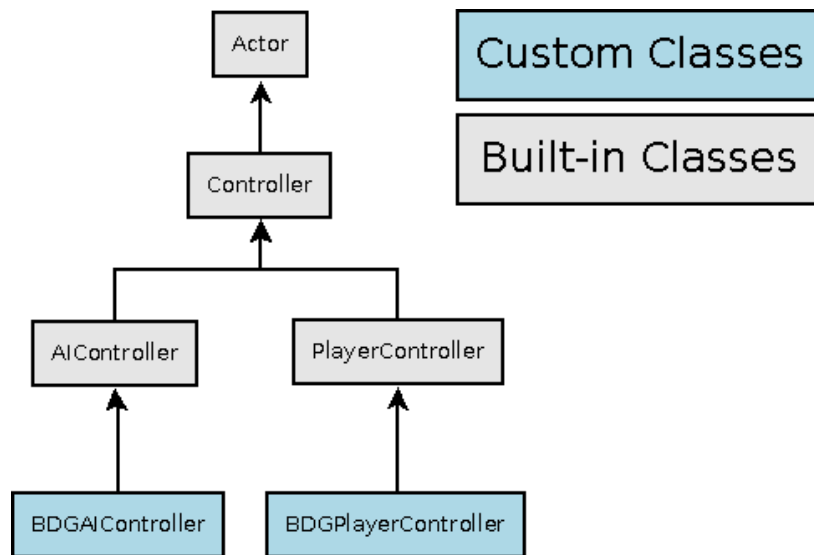 Actor
Custom Classes
Built-in Classes
Controller
AIController
PlayerController
BDGAIController
BDGPlayerController